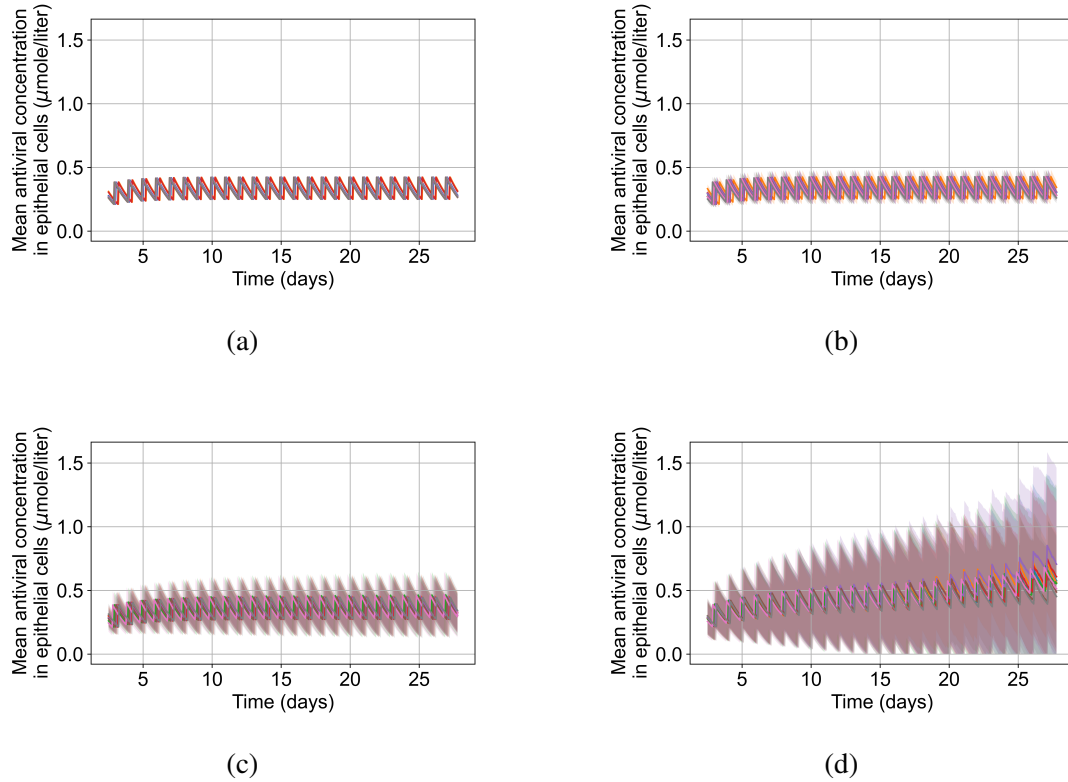 Mean antiviral concentration
in epithelial cells (μmole/liter)
1.5
1.0
0.5
0.0
5 10 15 20 25
Time (days)
(a)
Mean antiviral concentration
in epithelial cells (μmole/liter)
1.5
1.0
0.5
0.0
5 10 15 20 25
Time (days)
(b)
Mean antiviral concentration
in epithelial cells (μmole/liter)
1.5
1.0
0.5
0.0
5 10 15 20 25
Time (days)
(c)
Mean antiviral concentration
in epithelial cells (μmole/liter)
1.5
1.0
0.5
0.0
5 10 15 20 25
Time (days)
(d)